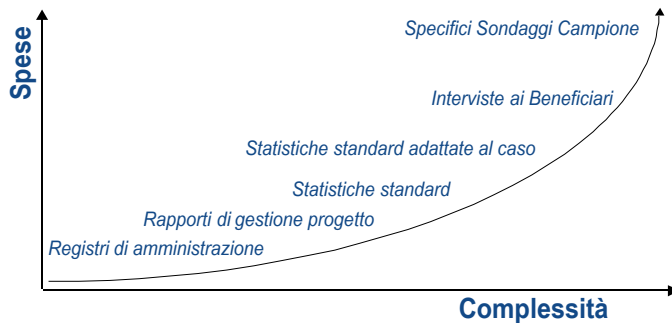 Spese
Specifici Sondaggi Campione
Interviste ai Beneficiari
Statistiche standard adattate al caso
Statistiche standard
Rapporti di gestione progetto
Registri di amministrazione
Complessità